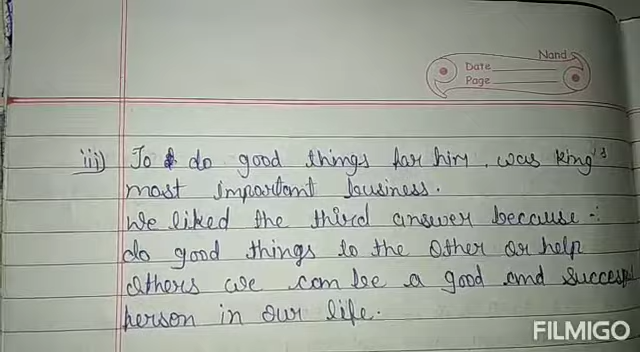 Nand
Date
Page
iii) To do good things for him, was King's
most important business.
We liked the third answer because :-
do good things to the other or help
others we can be a good and succesful
person in our life.
FILMIGO